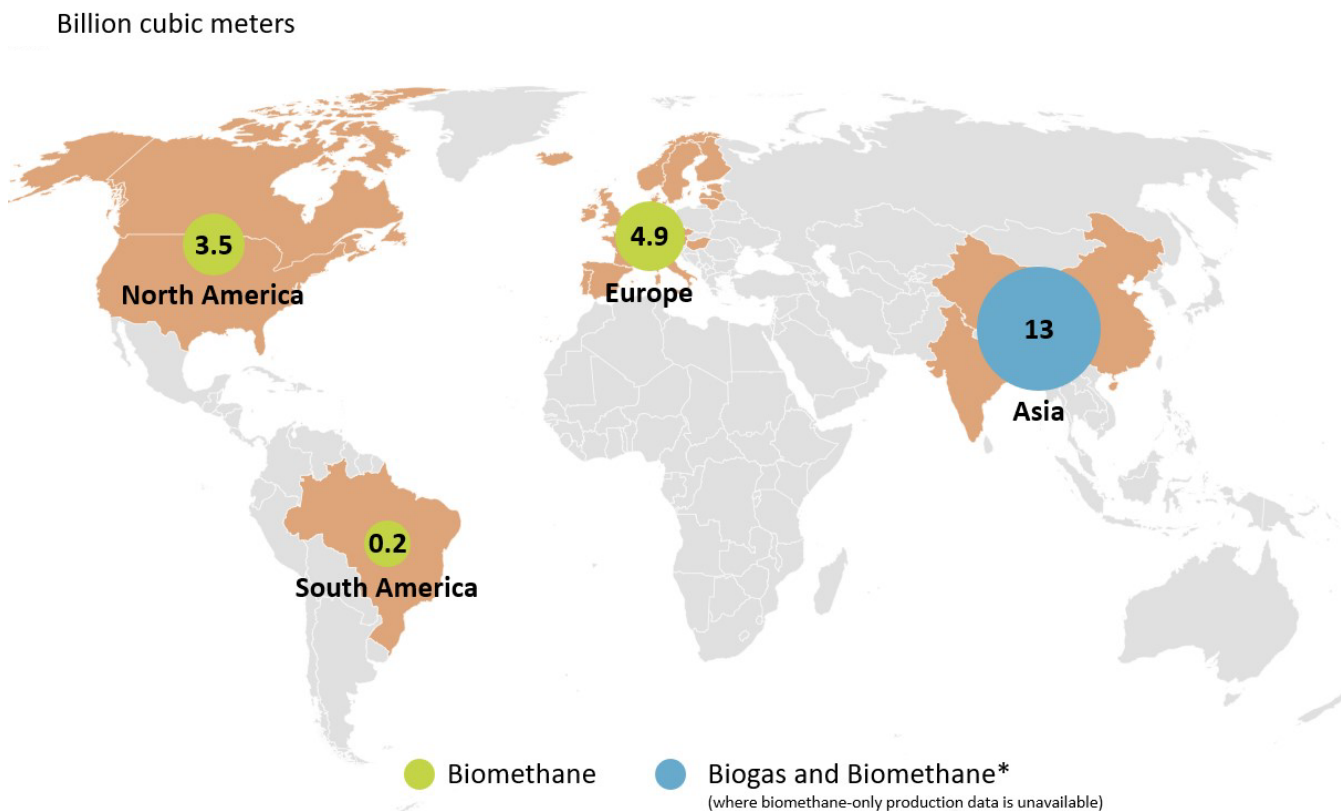 Billion cubic meters
3.5
North America
4.9
Europe
13
Asia
0.2
South America
Biomethane
Biogas and Biomethane*
(where biomethane-only production data is unavailable)